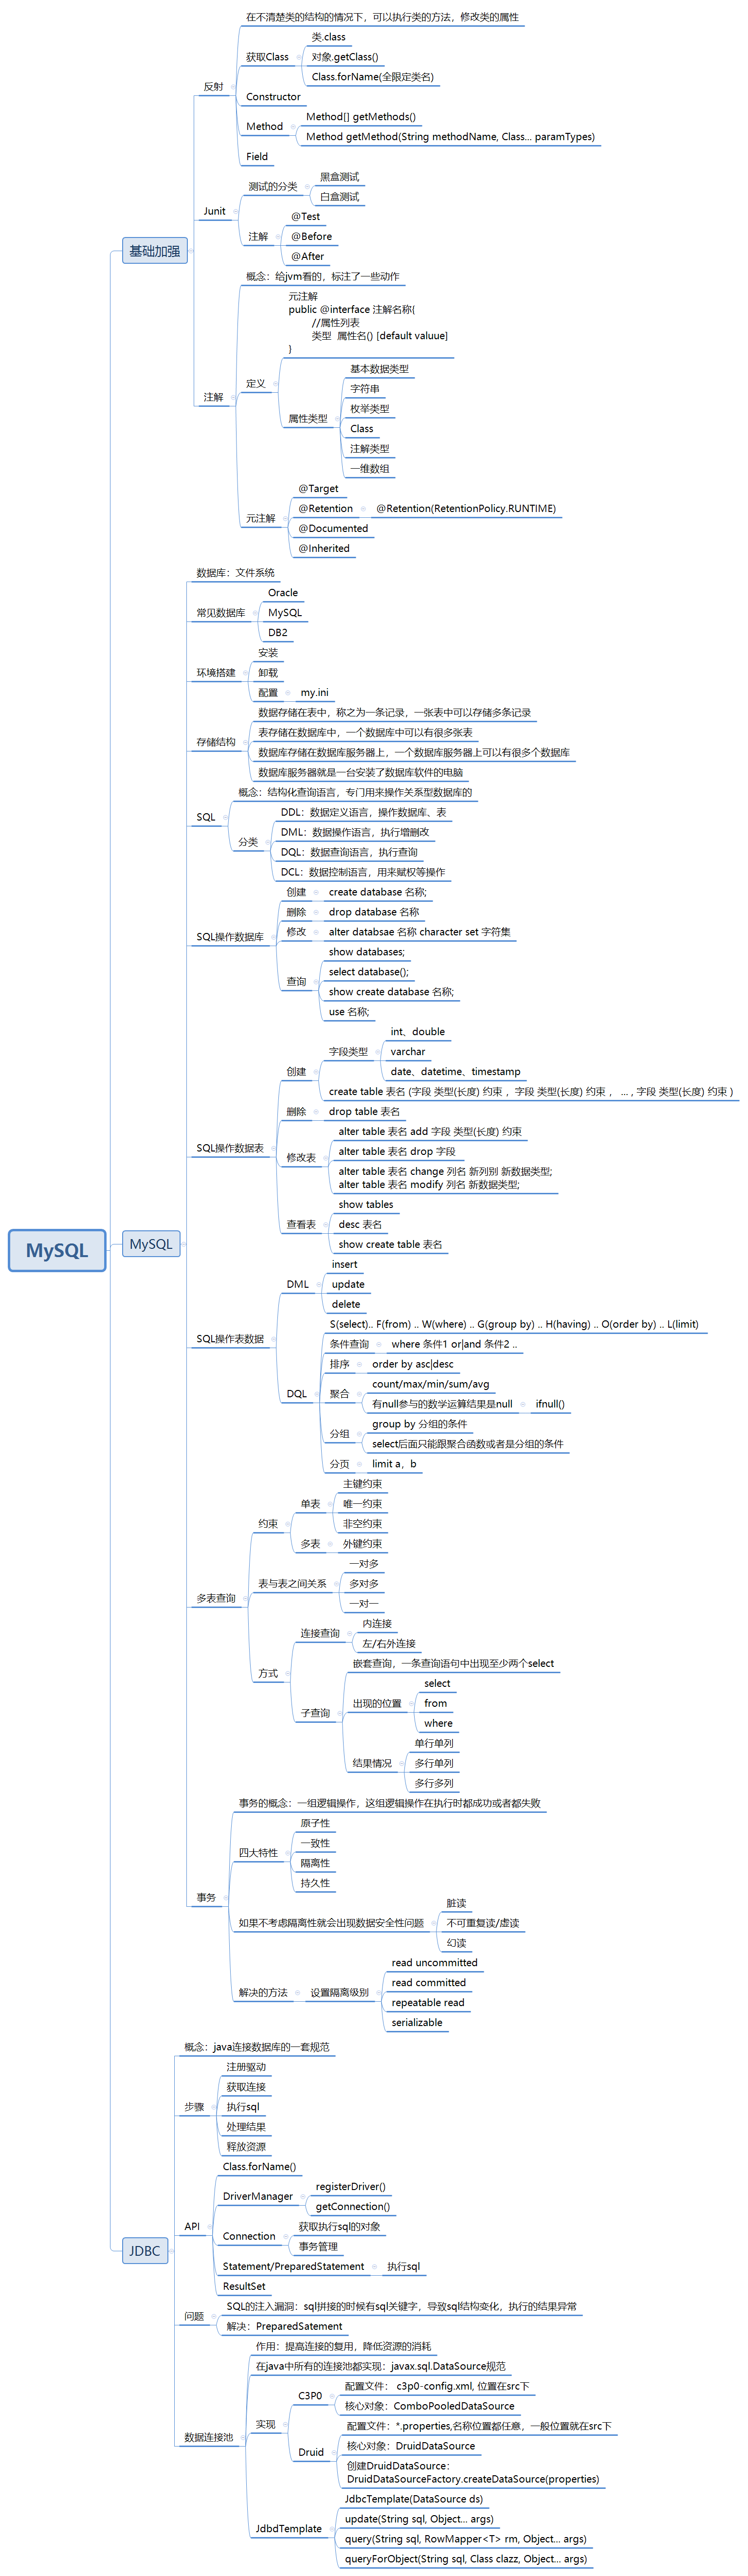 MySQL
基础加强
反射
在不清楚类的结构的情况下，可以执行类的方法，修改类的属性
获取Class
类.class
对象.getClass()
Class.forName(全限定类名)
Constructor
Method
Method[] getMethods()
Method getMethod(String methodName, Class... paramTypes)
Field
Junit
测试的分类
黑盒测试
白盒测试
注解
@Test
@Before
@After
注解
概念：给jvm看的，标注了一些动作
定义
元注解
public @interface 注解名称{
//属性列表
类型 属性名() [default valuue]
}
属性类型
基本数据类型
字符串
枚举类型
Class
注解类型
一维数组
元注解
@Target
@Retention
@Retention(RetentionPolicy.RUNTIME)
@Documented
@Inherited
MySQL
数据库：文件系统
常见数据库
Oracle
MySQL
DB2
环境搭建
安装
卸载
配置
my.ini
存储结构
数据存储在表中，称之为一条记录，一张表中可以存储多条记录
表存储在数据库中，一个数据库中可以有很多张表
数据库存储在数据库服务器上，一个数据库服务器上可以有很多个数据库
数据库服务器就是一台安装了数据库软件的电脑
SQL
概念：结构化查询语言，专门用来操作关系型数据库的
分类
DDL：数据定义语言，操作数据库、表
DML：数据操作语言，执行增删改
DQL：数据查询语言，执行查询
DCL：数据控制语言，用来赋权等操作
SQL操作数据库
创建
create database 名称;
删除
drop database 名称
修改
alter databsae 名称 character set 字符集
查询
show databases;
select database();
show create database 名称;
use 名称;
SQL操作数据表
创建
字段类型
int、double
varchar
date、datetime、timestamp
create table 表名 (字段 类型(长度) 约束 ，字段 类型(长度) 约束 ， ... , 字段 类型(长度) 约束 )
删除
drop table 表名
修改表
alter table 表名 add 字段 类型(长度) 约束
alter table 表名 drop 字段
alter table 表名 change 列名 新列别 新数据类型;
alter table 表名 modify 列名 新数据类型;
查看表
show tables
desc 表名
show create table 表名
SQL操作表数据
DML
insert
update
delete
DQL
S(select).. F(from) .. W(where) .. G(group by) .. H(having) .. O(order by) .. L(limit)
条件查询
where 条件1 or|and 条件2 ..
排序
order by asc|desc
聚合
count/max/min/sum/avg
有null参与的数学运算结果是null
ifnull()
分组
group by 分组的条件
select后面只能跟聚合函数或者是分组的条件
分页
limit a，b
多表查询
约束
单表
主键约束
唯一约束
非空约束
多表
外键约束
表与表之间关系
一对多
多对多
一对一
方式
连接查询
内连接
左/右外连接
子查询
嵌套查询，一条查询语句中出现至少两个select
出现的位置
select
from
where
结果情况
单行单列
多行单列
多行多列
事务
事务的概念：一组逻辑操作，这组逻辑操作在执行时都成功或者都失败
四大特性
原子性
一致性
隔离性
持久性
如果不考虑隔离性就会出现数据安全性问题
脏读
不可重复读/虚读
幻读
解决的方法
设置隔离级别
read uncommitted
read committed
repeatable read
serializable
JDBC
概念：java连接数据库的一套规范
步骤
注册驱动
获取连接
执行sql
处理结果
释放资源
API
Class.forName()
DriverManager
registerDriver()
getConnection()
Connection
获取执行sql的对象
事务管理
Statement/PreparedStatement
执行sql
ResultSet
问题
SQL的注入漏洞：sql拼接的时候有sql关键字，导致sql结构变化，执行的结果异常
解决：PreparedSatement
数据连接池
作用：提高连接的复用，降低资源的消耗
在java中所有的连接池都实现：javax.sql.DataSource规范
实现
C3P0
配置文件： c3p0-config.xml, 位置在src下
核心对象：ComboPooledDataSource
Druid
配置文件：*.properties,名称位置都任意，一般位置就在src下
核心对象：DruidDataSource
创建DruidDataSource：
DruidDataSourceFactory.createDataSource(properties)
JdbdTemplate
JdbcTemplate(DataSource ds)
update(String sql, Object... args)
query(String sql, RowMapper<T> rm, Object... args)
queryForObject(String sql, Class clazz, Object... args)